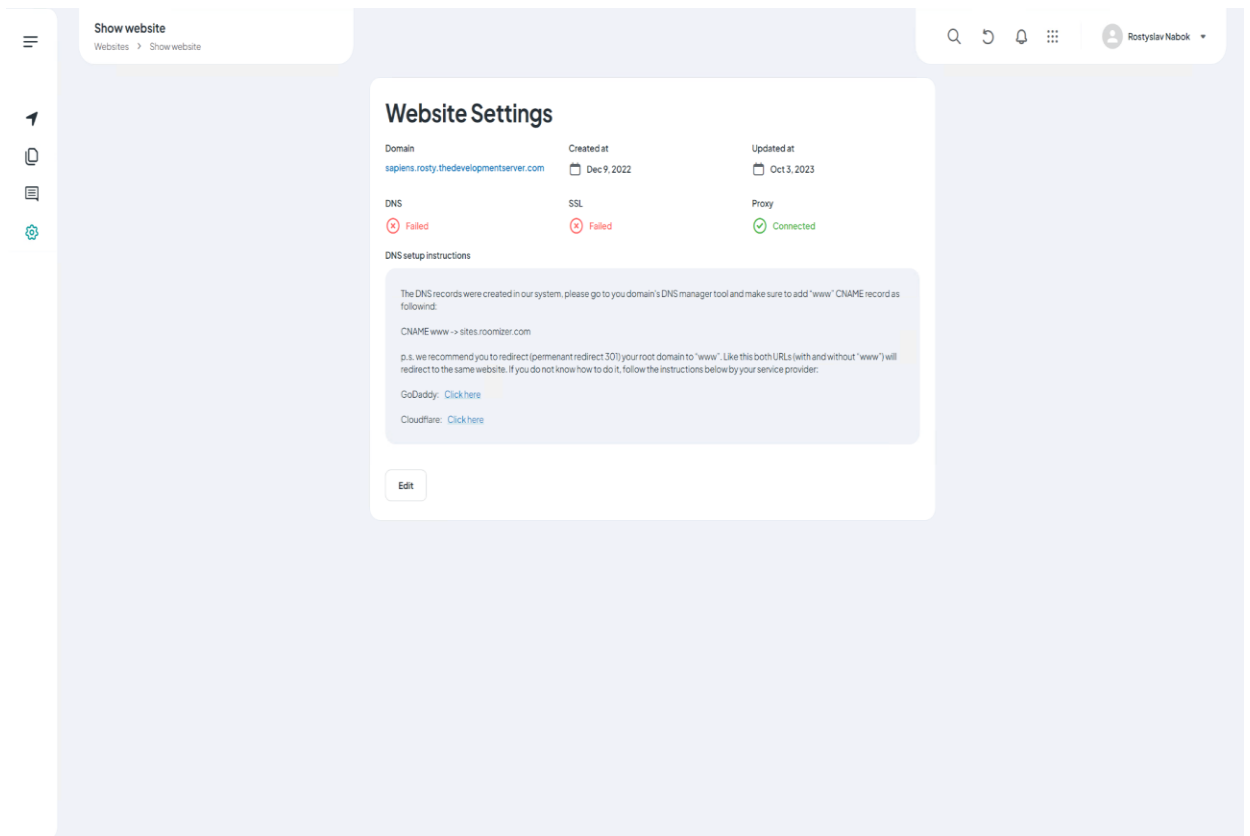 Show website
Websites > Show website
Rostyslav Nabok
Website Settings
Domain
Created at
Updated at
sapiens.rosty.thedevelopmentserver.com
Dec 9, 2022
Oct 3, 2023
DNS
SSL
Proxy
Failed
Failed
Connected
DNS setup instructions
The DNS records were created in our system, please go to you domain's DNS manager tool and make sure to add "www" CNAME record as
followind:
CNAME www -> sites.roomizer.com
p.s. we recommend you to redirect (permenant redirect 301) your root domain to "www". Like this both URLs (with and without "www") will
redirect to the same website. If you do not know how to do it, follow the instructions below by your service provider:
GoDaddy: Click here
Cloudflare: Click here
Edit